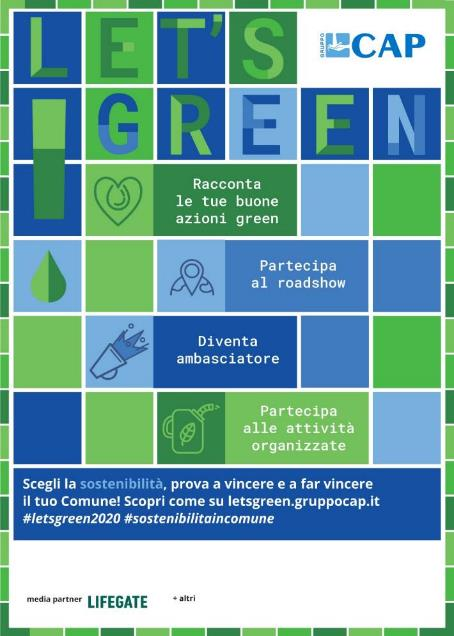 LET'S
GRUPPO CAP
GREEN
Racconta
le tue buone
azioni green
Partecipa
al roadshow
Diventa
ambasciatore
Partecipa
alle attività
organizzate
Scegli la sostenibilità, prova a vincere e a far vincere
il tuo Comune! Scopri come su letsgreen.gruppocap.it
#letsgreen2020 #sostenibilitaincomune
media partner LIFEGATE + altri